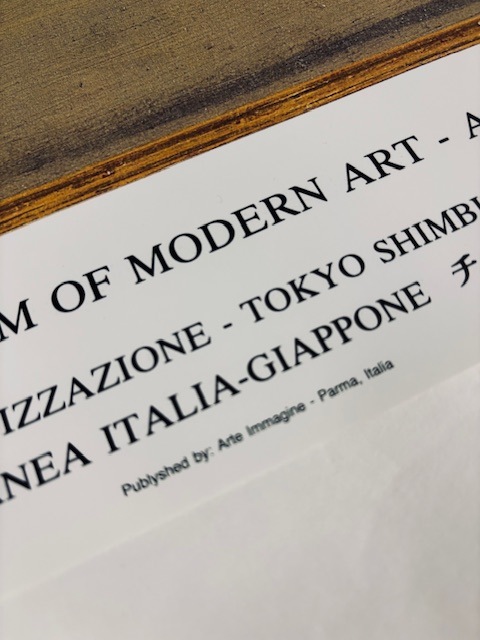 M OF MODERN ART - A
IZZAZIONE - TOKYO SHIMB
NEA ITALIA-GIAPPONE チ
Publyshed by: Arte Immagine - Parma, Italia